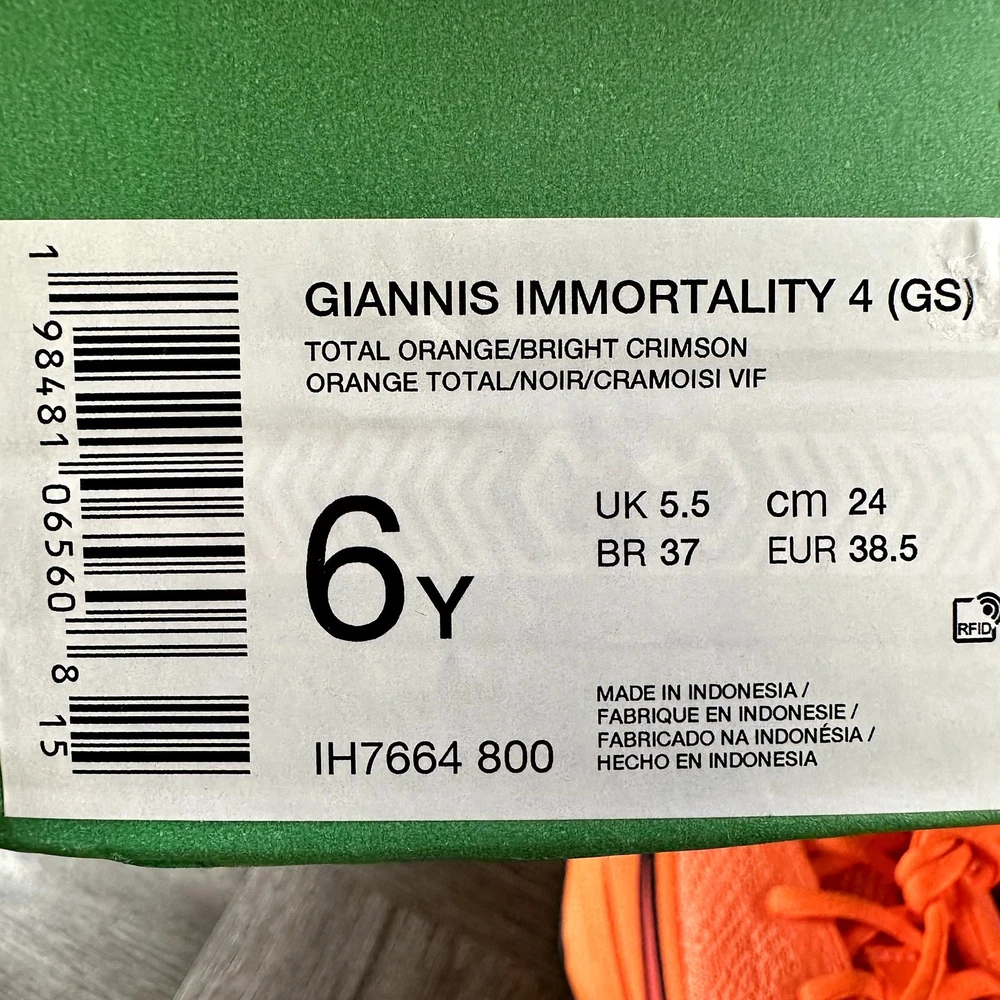 GIANNIS IMMORTALITY 4 (GS)
TOTAL ORANGE/BRIGHT CRIMSON
ORANGE TOTAL/NOIR/CRAMOISI VIF
6Y
UK 5.5 cm 24
BR 37 EUR 38.5
RFID
IH7664 800
MADE IN INDONESIA /
FABRIQUE EN INDONESIE /
FABRICADO NA INDONÉSIA /
HECHO EN INDONESIA
1 98481 06560 8 15